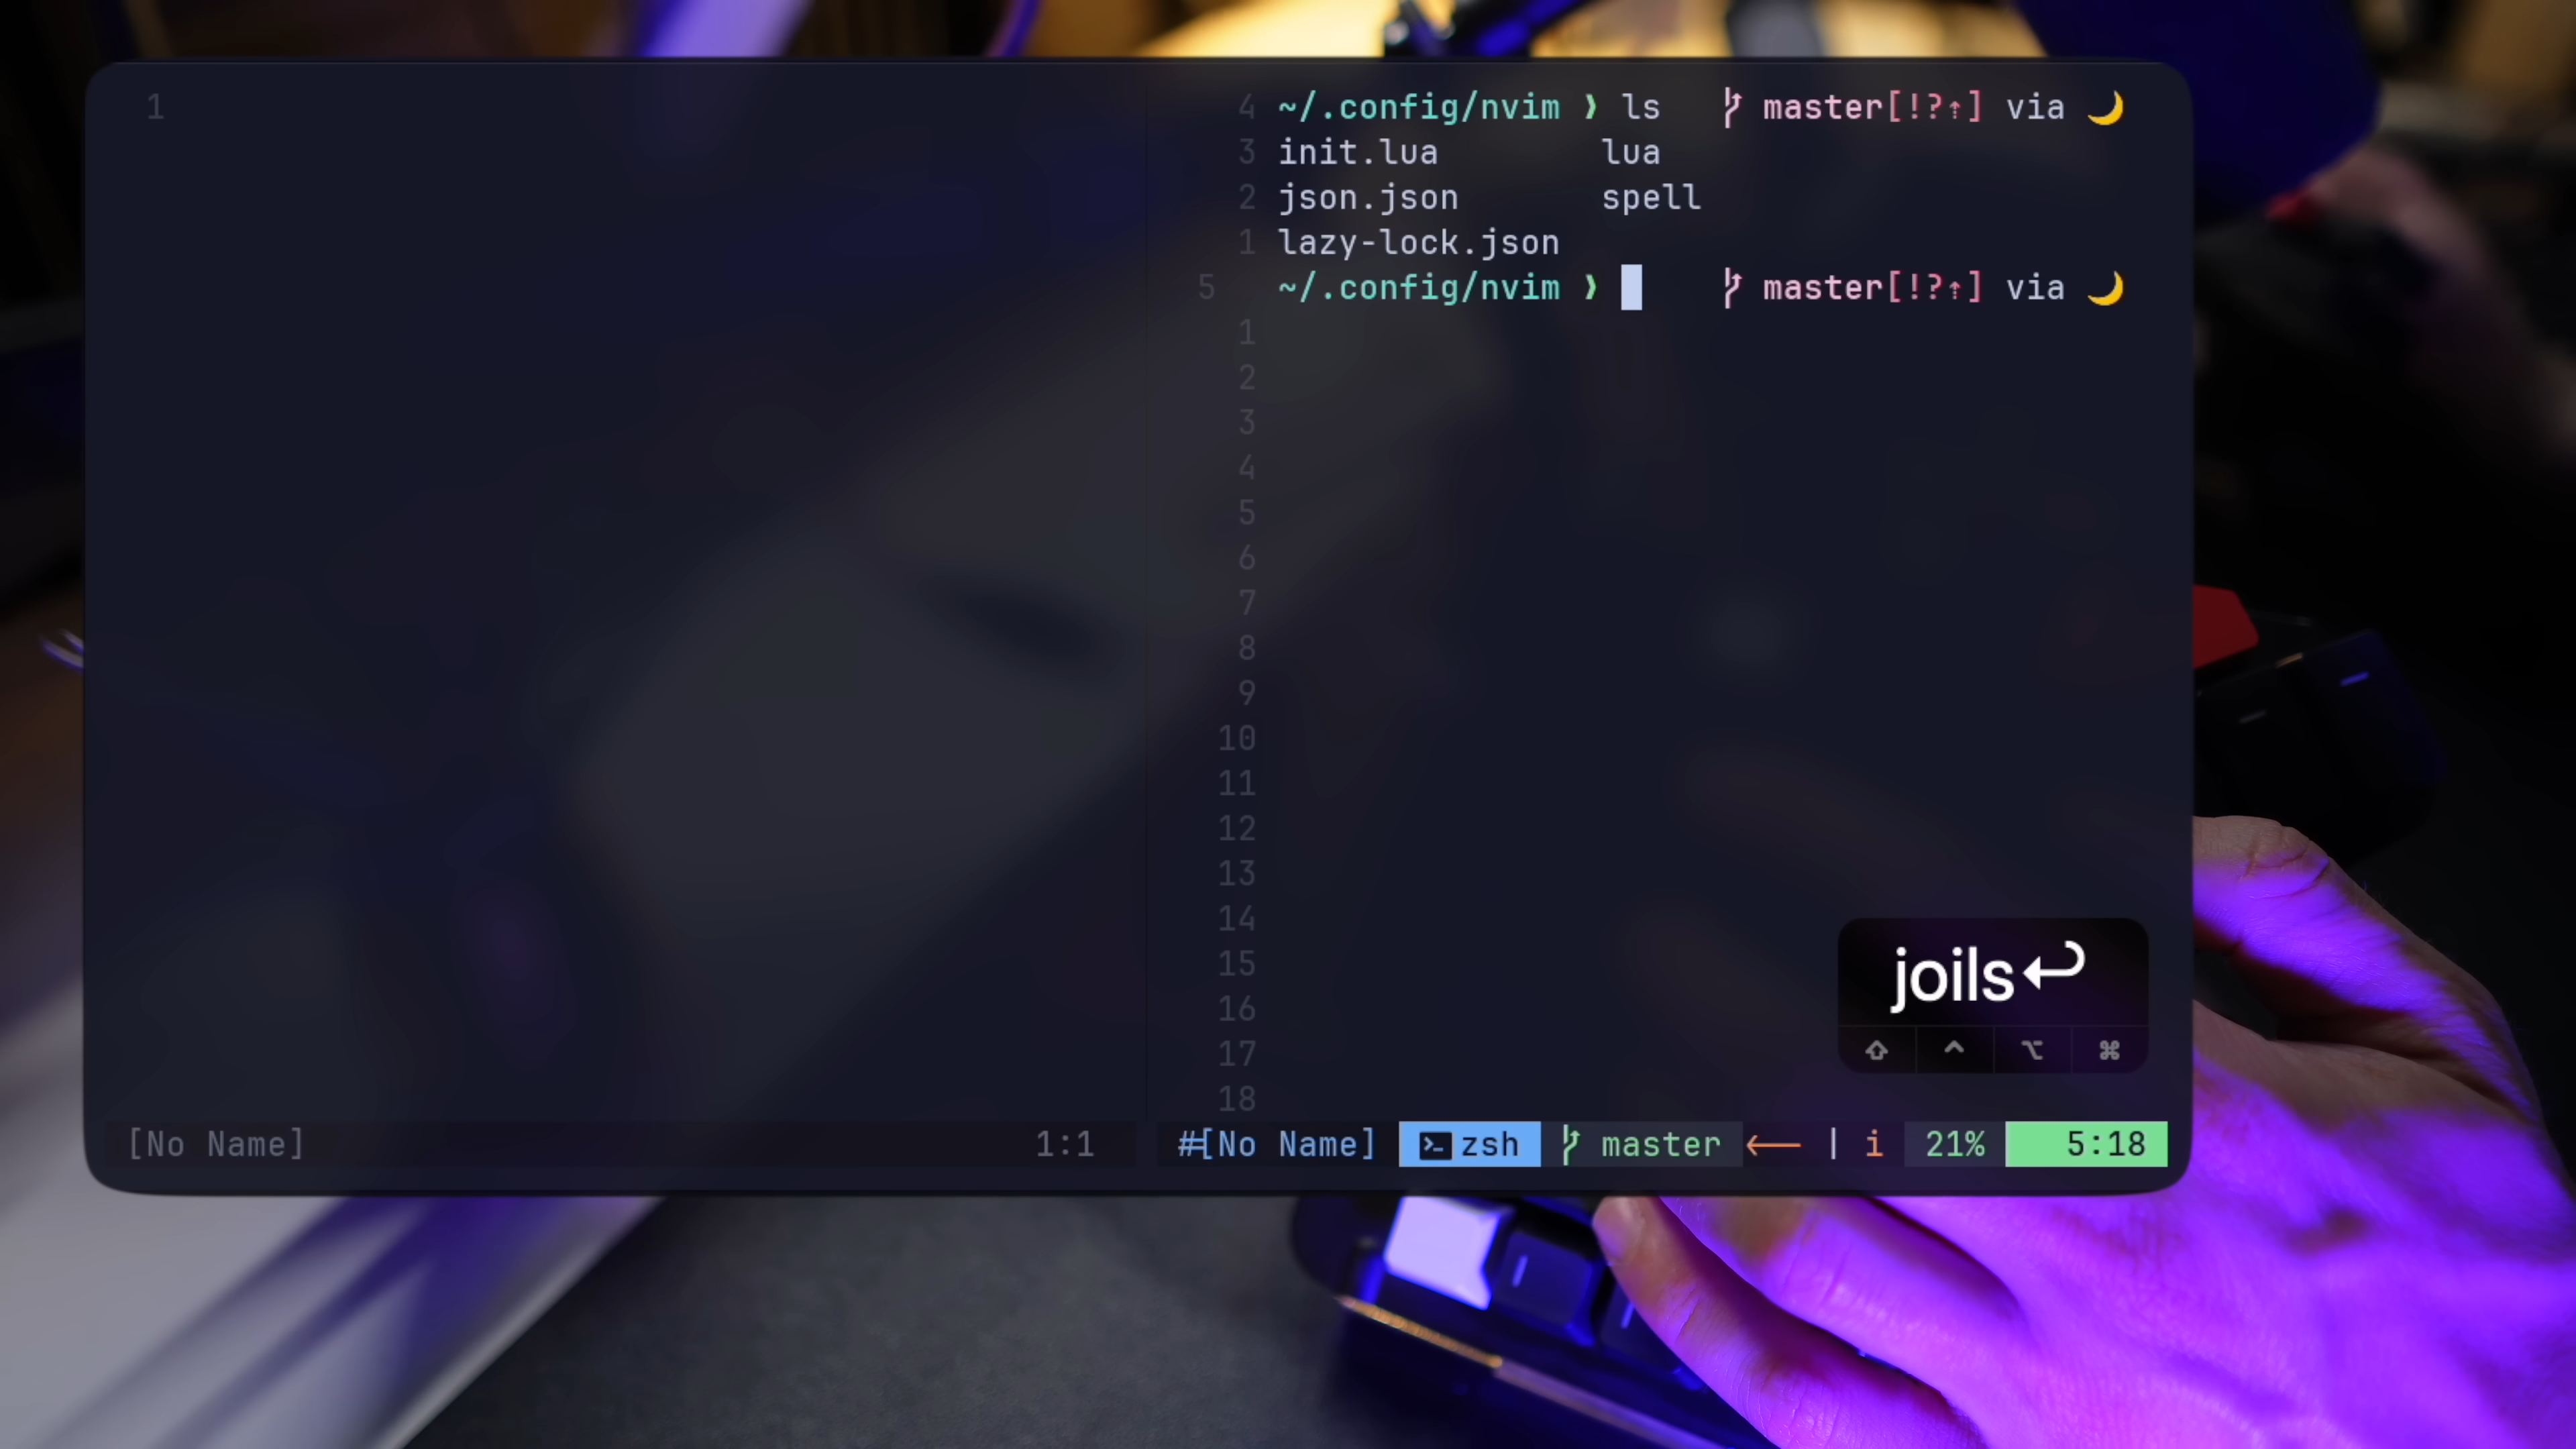 1
4 ~/.config/nvim ❯ ls master[!?⇡] via 🌙
3 init.lua lua
2 json.json spell
1 lazy-lock.json
5 ~/.config/nvim ❯ master[!?⇡] via 🌙
1
2
3
4
5
6
7
8
9
10
11
12
13
14
15
16
17
18
joils↩
⇧ ^ ⌥ ⌘
[No Name] 1:1
#[No Name] zsh master ⟵ | i 21% 5:18